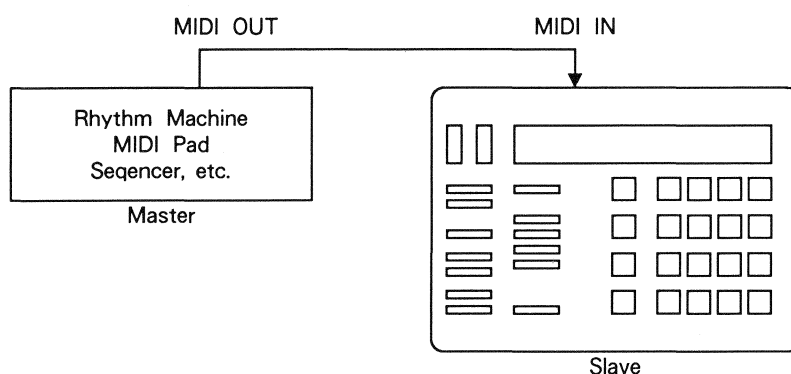 MIDI OUT
MIDI IN
Rhythm Machine
MIDI Pad
Seqencer, etc.
Master
Slave